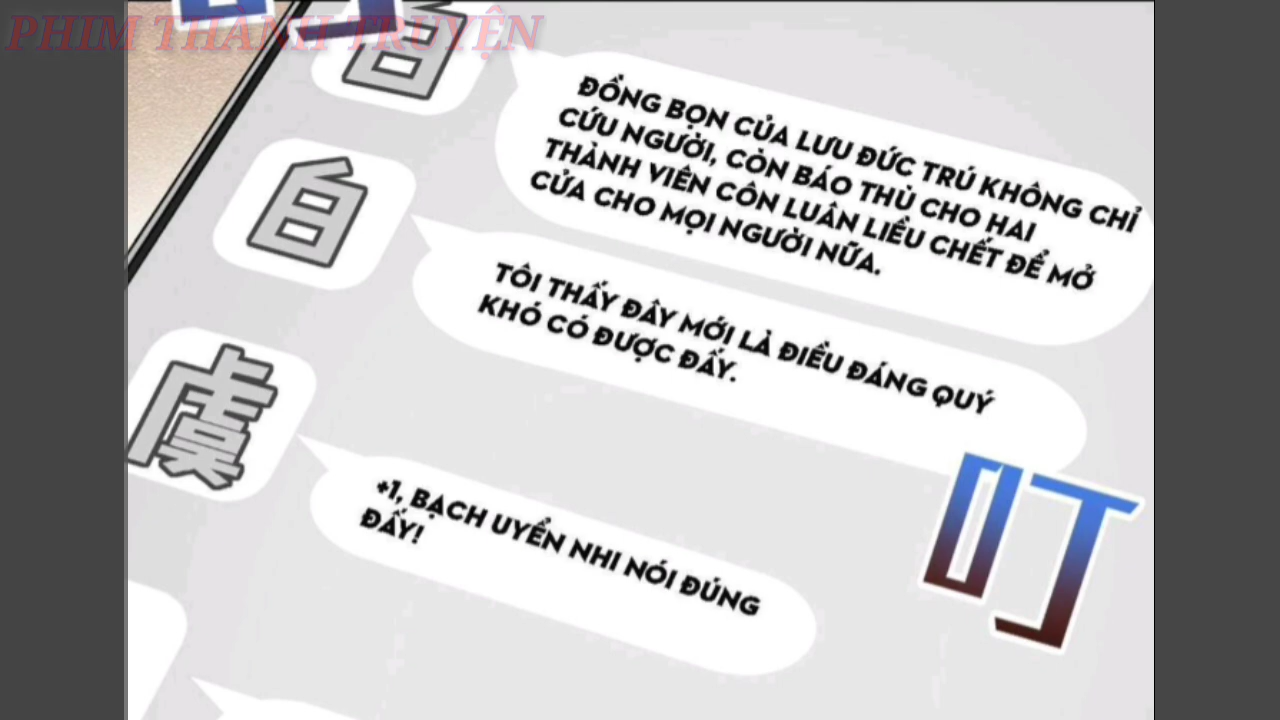 PHIM THÀNH TRUYỆN
白
ĐỒNG BỌN CỦA LƯU ĐỨC TRÚ KHÔNG CHỈ
CỨU NGƯỜI, CÒN BÁO THÙ CHO HAI
THÀNH VIÊN CÔN LUÂN LIỀU CHẾT ĐỂ MỞ
CỬA CHO MỌI NGƯỜI NỮA.
白
TÔI THẤY ĐÂY MỚI LÀ ĐIỀU ĐÁNG QUÝ
KHÓ CÓ ĐƯỢC ĐẤY.
虞
+1, BẠCH UYỂN NHI NÓI ĐÚNG
ĐẤY!
叮